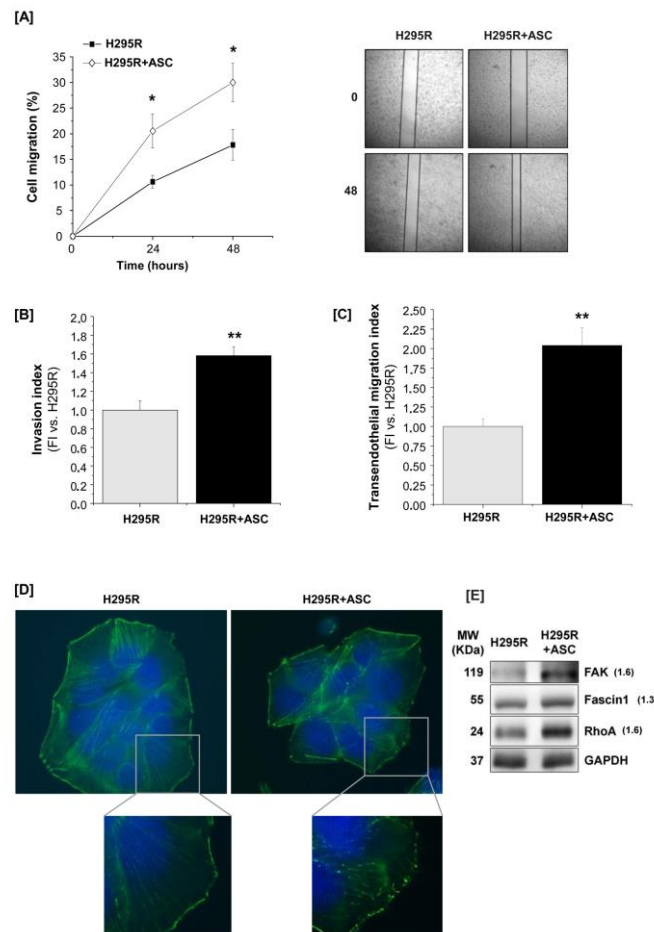 [A]
H295R
H295R+ASC
Cell migration (%)
35
30
25
20
15
10
5
0
0
24
48
Time (hours)
*
*
H295R
H295R+ASC
0
48
[B]
Invasion index
(FI vs. H295R)
2,0
1.8
1.6
1.4
1.2
1.0
0.8
0.6
0.4
0.2
0.0
**
H295R
H295R+ASC
[C]
Transendothelial migration index
(FI vs. H295R)
2.50
2.25
2.00
1.75
1.50
1.25
1.00
0.75
0.50
0.25
0.00
**
H295R
H295R+ASC
[D]
H295R
H295R+ASC
[E]
MW
(KDa)
H295R
H295R
+ASC
119
FAK (1.6)
55
Fascin1 (1.3
24
RhoA (1.6)
37
GAPDH